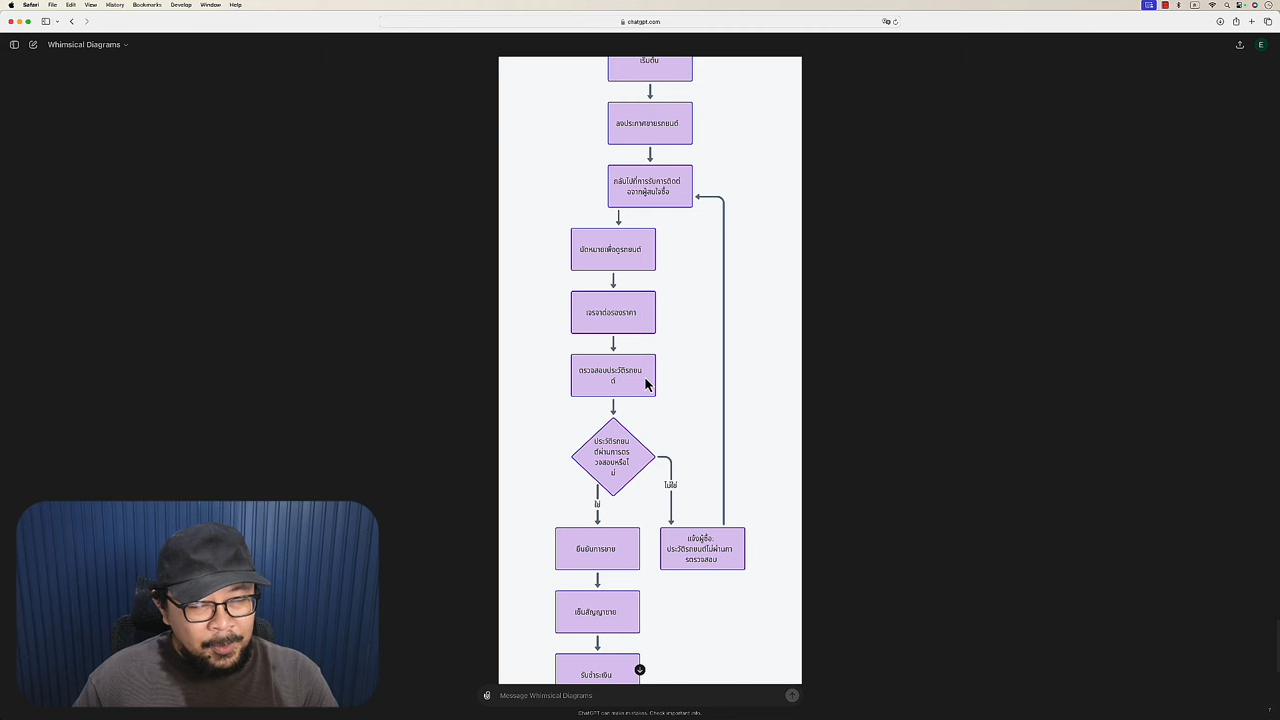 Safari File Edit View History Bookmarks Develop Window Help
chatgpt.com
Whimsical Diagrams
E
เริ่มต้น
ลงประกาศขายรถยนต์
กลับไปที่การรับการติดต่
อจากผู้สนใจซื้อ
นัดหมายเพื่อดูรถยนต์
เจรจาต่อรองราคา
ตรวจสอบประวัติรถยน
ต์
ประวัติรถยน
ต์ผ่านการตร
วจสอบหรือไ
ม่
ไม่ใช่
ใช่
ยืนยันการขาย
แจ้งผู้ซื้อ:
ประวัติรถยนต์ไม่ผ่านกา
รตรวจสอบ
เซ็นสัญญาขาย
รับชำระเงิน
Message Whimsical Diagrams
ChatGPT can make mistakes. Check important info.
?